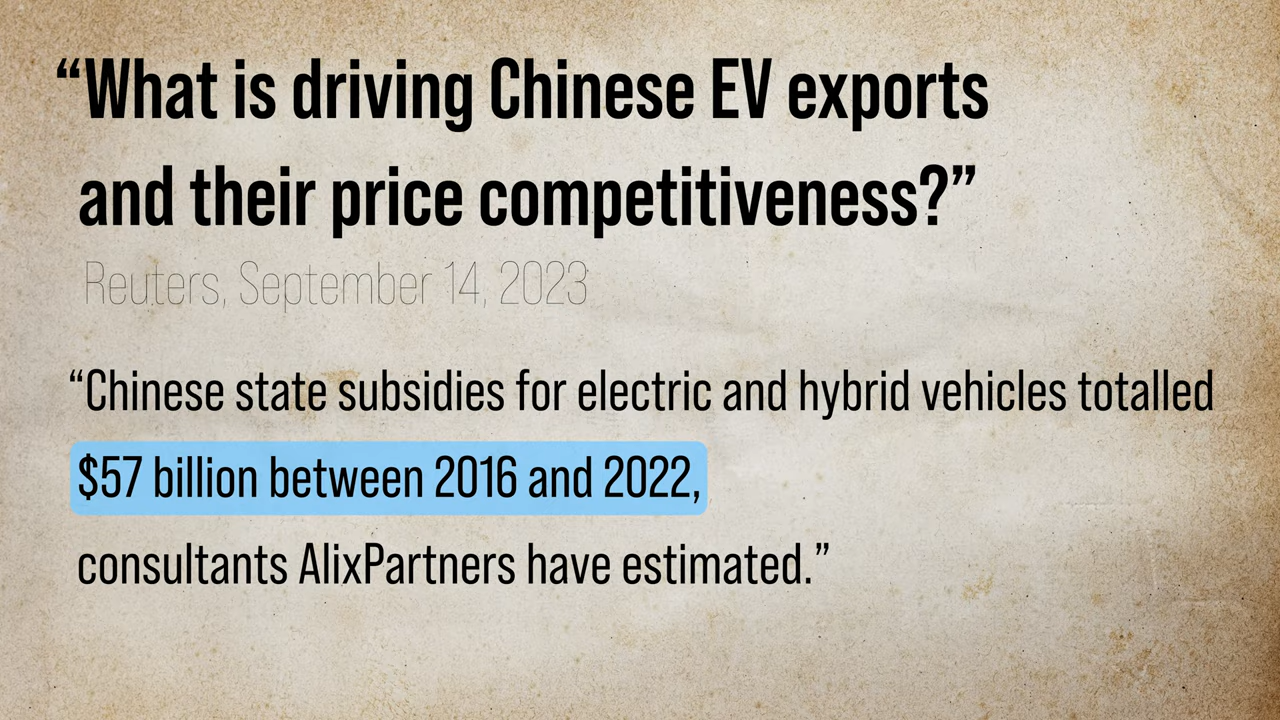 “What is driving Chinese EV exports
and their price competitiveness?”
Reuters, September 14, 2023
“Chinese state subsidies for electric and hybrid vehicles totalled
$57 billion between 2016 and 2022,
consultants AlixPartners have estimated.”